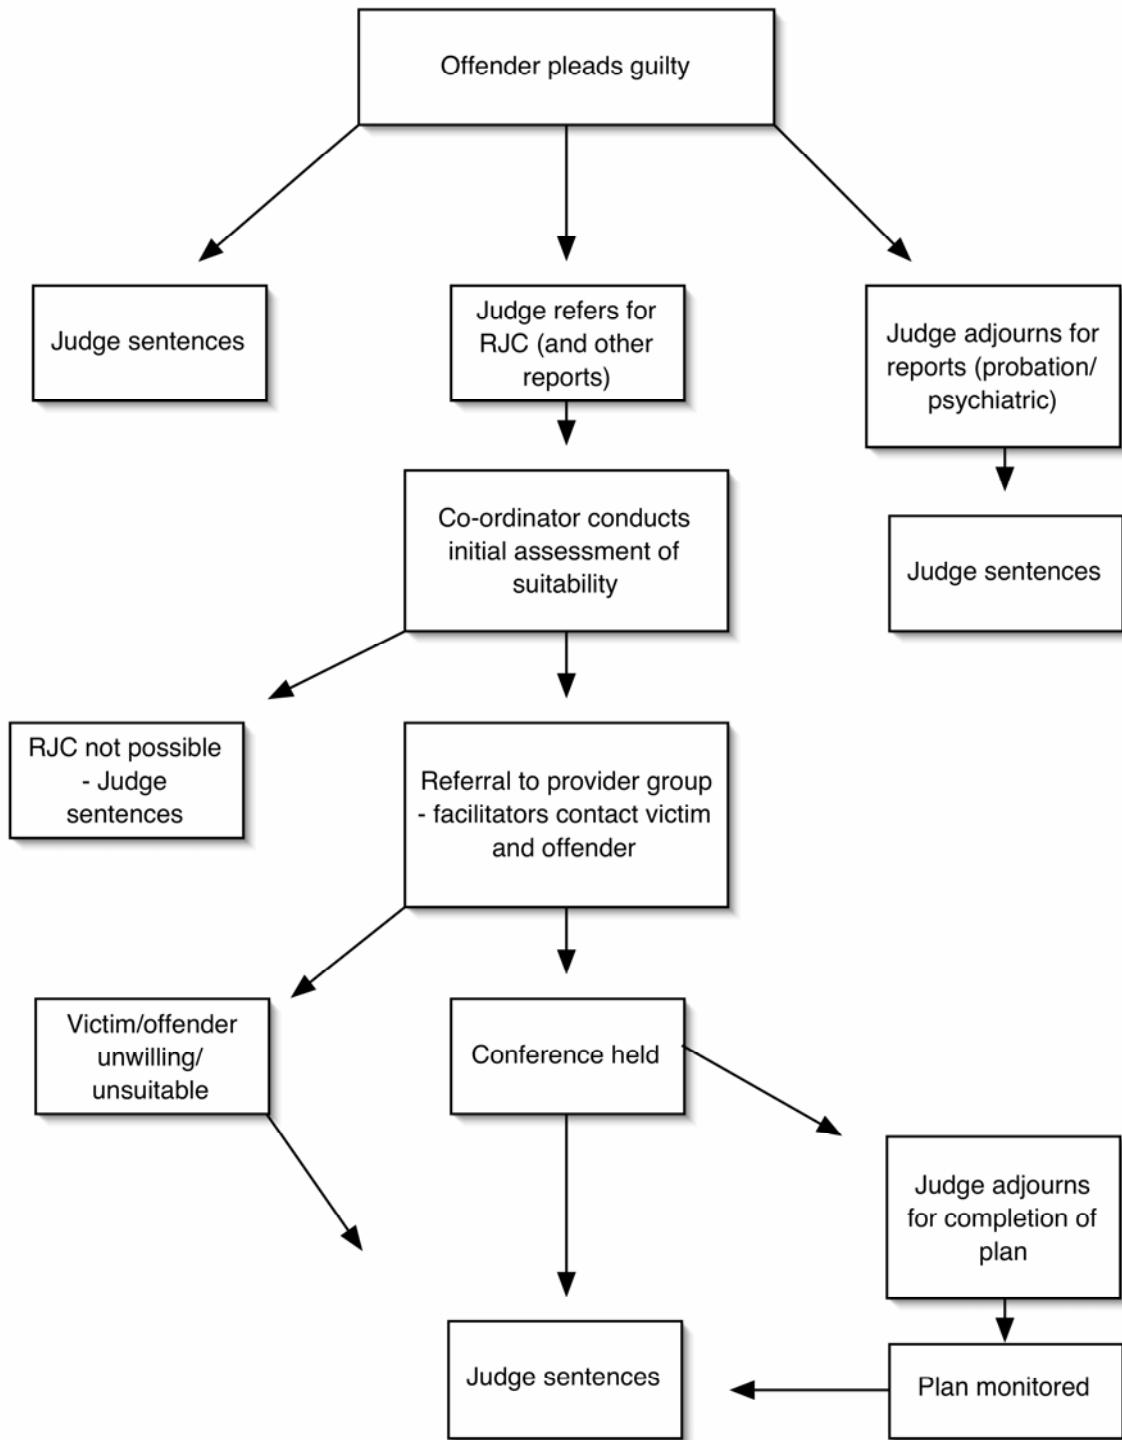 Offender pleads guilty
Judge sentences
Judge refers for
RJC (and other
reports)
Judge adjourns for
reports (probation/
psychiatric)
Co-ordinator conducts
initial assessment of
suitability
Judge sentences
RJC not possible
- Judge
sentences
Referral to provider group
- facilitators contact victim
and offender
Victim/offender
unwilling/
unsuitable
Conference held
Judge adjourns
for completion of
plan
Judge sentences
Plan monitored